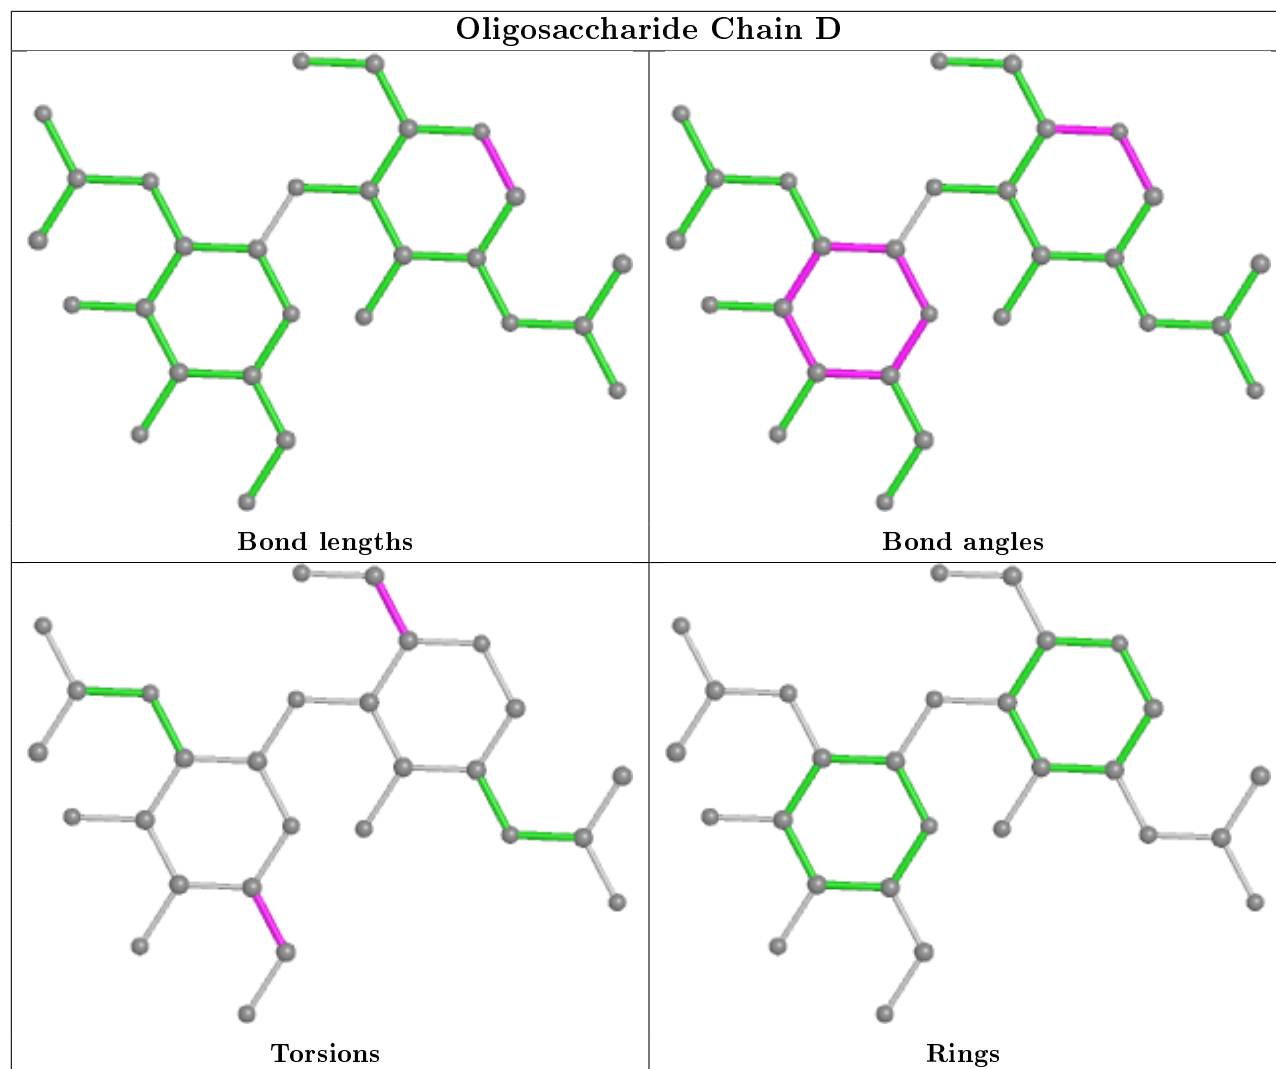 Oligosaccharide Chain D
Bond lengths
Bond angles
Torsions
Rings